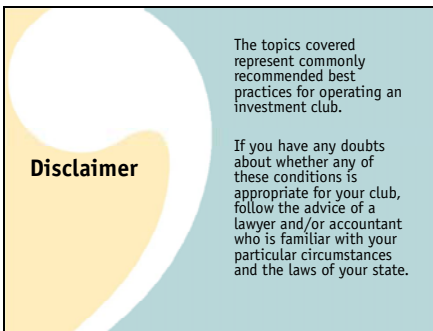 Disclaimer
The topics covered
represent commonly
recommended best
practices for operating an
investment club.
If you have any doubts
about whether any of
these conditions is
appropriate for your club,
follow the advice of a
lawyer and/or accountant
who is familiar with your
particular circumstances
and the laws of your state.